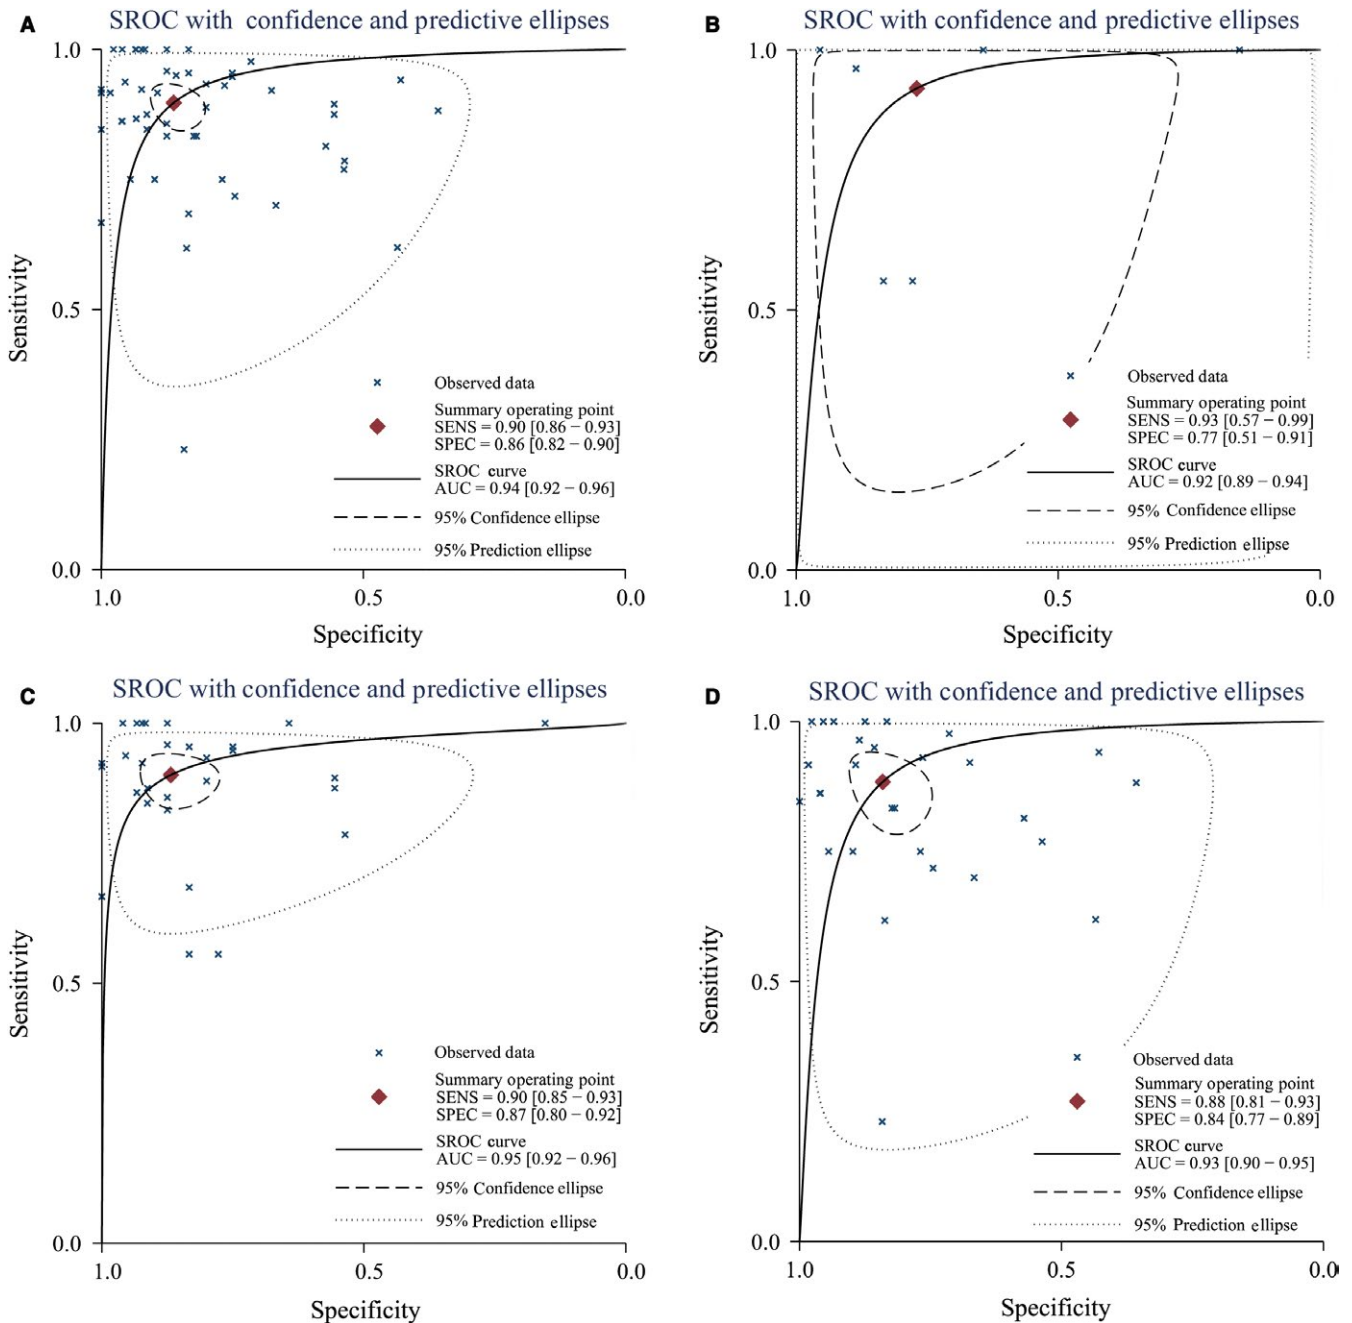 A
SROC with confidence and predictive ellipses
1.0
0.5
0.0
Sensitivity
1.0
0.5
0.0
Specificity
Observed data
Summary operating point
SENS = 0.90 [0.86 − 0.93]
SPEC = 0.86 [0.82 − 0.90]
SROC curve
AUC = 0.94 [0.92 − 0.96]
95% Confidence ellipse
95% Prediction ellipse
B
SROC with confidence and predictive ellipses
1.0
0.5
0.0
Sensitivity
1.0
0.5
0.0
Specificity
Observed data
Summary operating point
SENS = 0.93 [0.57 − 0.99]
SPEC = 0.77 [0.51 − 0.91]
SROC curve
AUC = 0.92 [0.89 − 0.94]
95% Confidence ellipse
95% Prediction ellipse
C
SROC with confidence and predictive ellipses
1.0
0.5
0.0
Sensitivity
1.0
0.5
0.0
Specificity
Observed data
Summary operating point
SENS = 0.90 [0.85 − 0.93]
SPEC = 0.87 [0.80 − 0.92]
SROC curve
AUC = 0.95 [0.92 − 0.96]
95% Confidence ellipse
95% Prediction ellipse
D
SROC with confidence and predictive ellipses
1.0
0.5
0.0
Sensitivity
1.0
0.5
0.0
Specificity
Observed data
Summary operating point
SENS = 0.88 [0.81 − 0.93]
SPEC = 0.84 [0.77 − 0.89]
SROC curve
AUC = 0.93 [0.90 − 0.95]
95% Confidence ellipse
95% Prediction ellipse